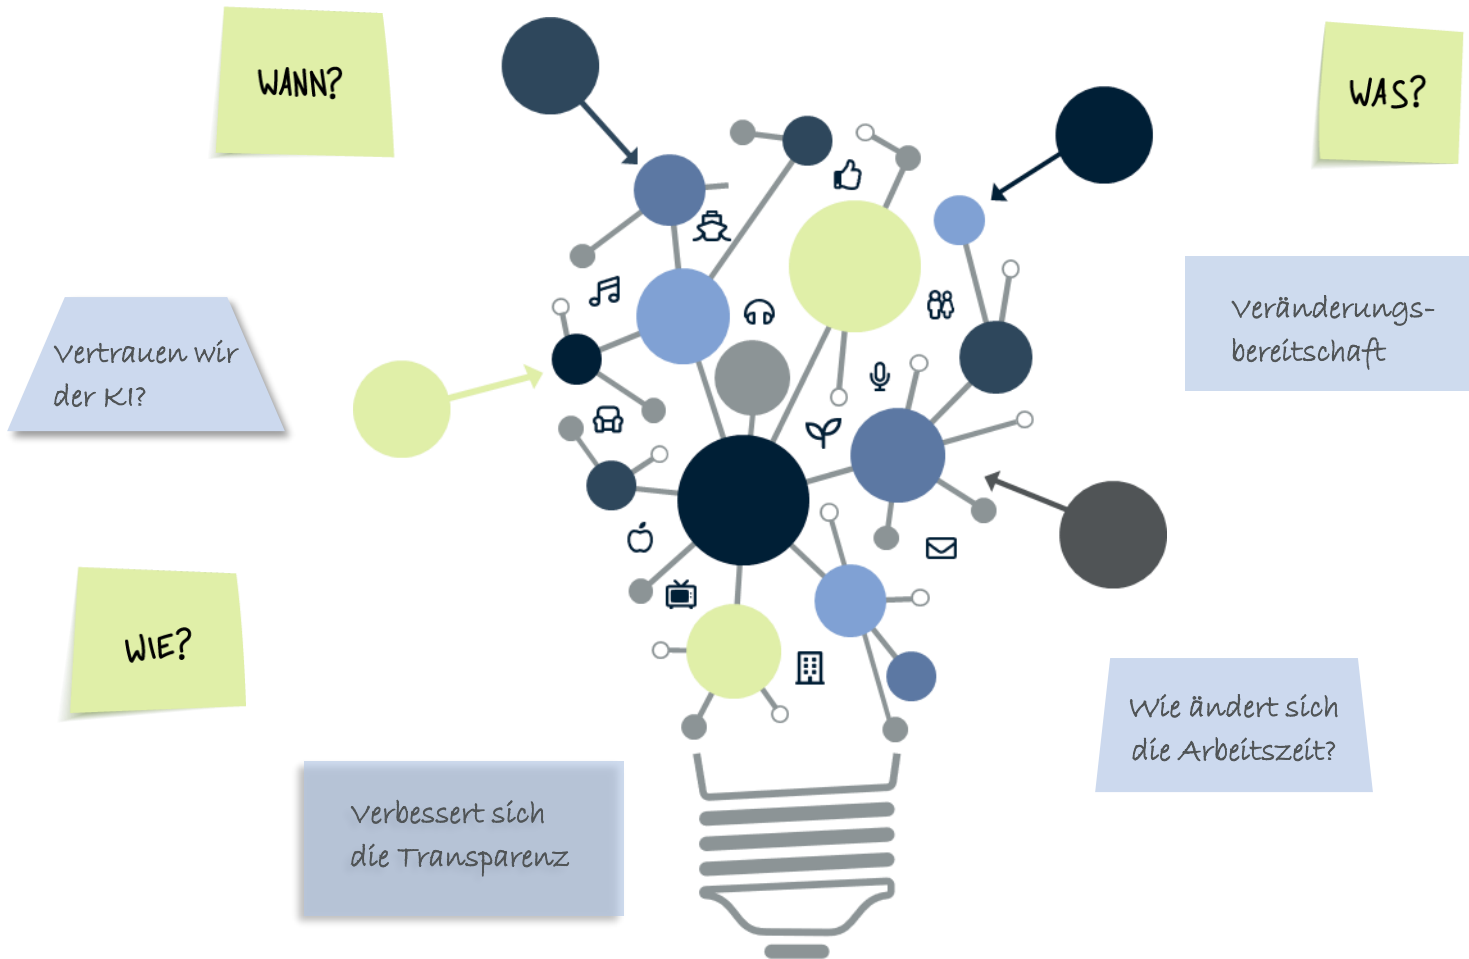 WANN?
WAS?
Veränderungs-
bereitschaft
Vertrauen wir
der KI?
WIE?
Wie ändert sich
die Arbeitszeit?
Verbessert sich
die Transparenz